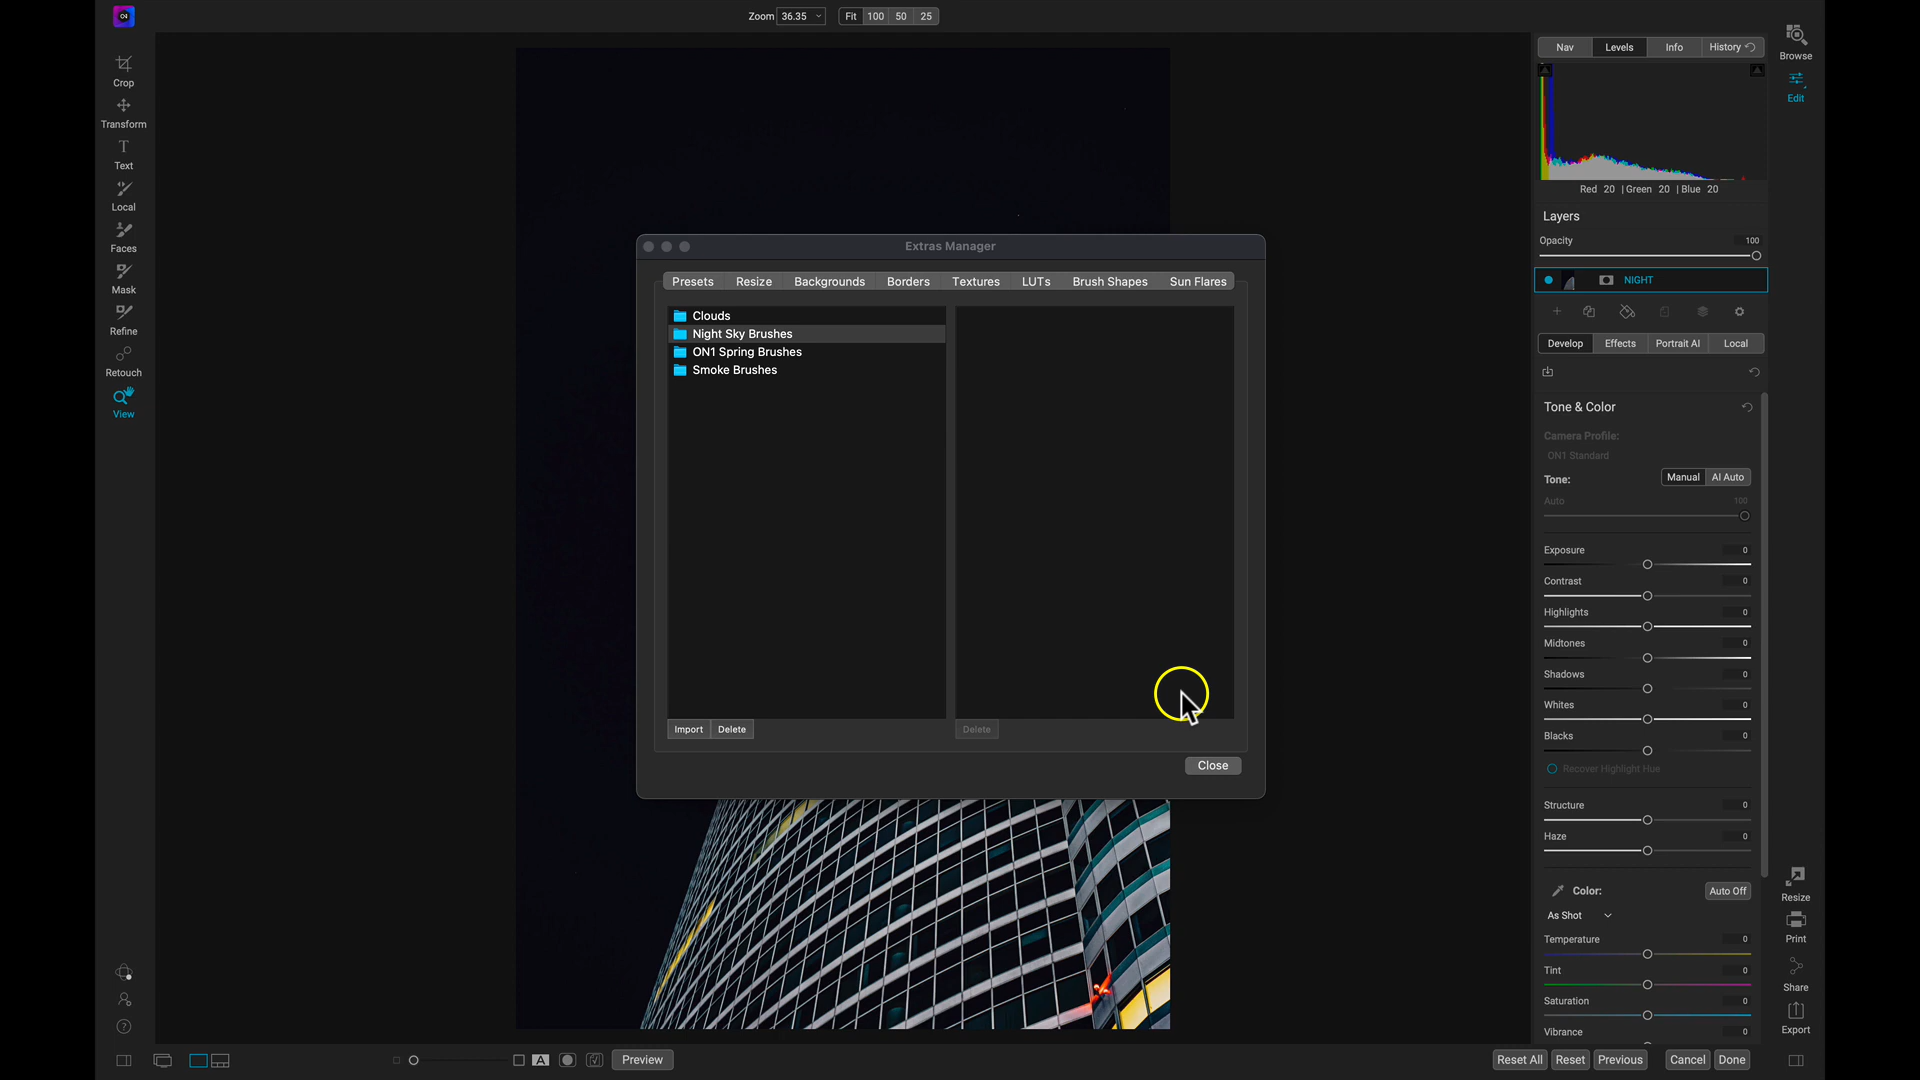 Zoom 36.35 Fit 100 50 25
Crop
Transform
Text
Local
Faces
Mask
Refine
Retouch
View
Extras Manager
Presets Resize Backgrounds Borders Textures LUTs Brush Shapes Sun Flares
Clouds
Night Sky Brushes
ON1 Spring Brushes
Smoke Brushes
Import Delete
Delete
Close
Nav Levels Info History
Red 20 | Green 20 | Blue 20
Layers
Opacity 100
NIGHT
Develop Effects Portrait AI Local
Tone & Color
Camera Profile:
ON1 Standard
Tone: Manual AI Auto
Auto 100
Exposure 0
Contrast 0
Highlights 0
Midtones 0
Shadows 0
Whites 0
Blacks 0
Recover Highlight Hue
Structure 0
Haze 0
Color: Auto Off
As Shot
Temperature 0
Tint 0
Saturation 0
Vibrance 0
Browse
Edit
Resize
Print
Share
Export
A Preview
Reset All Reset Previous Cancel Done